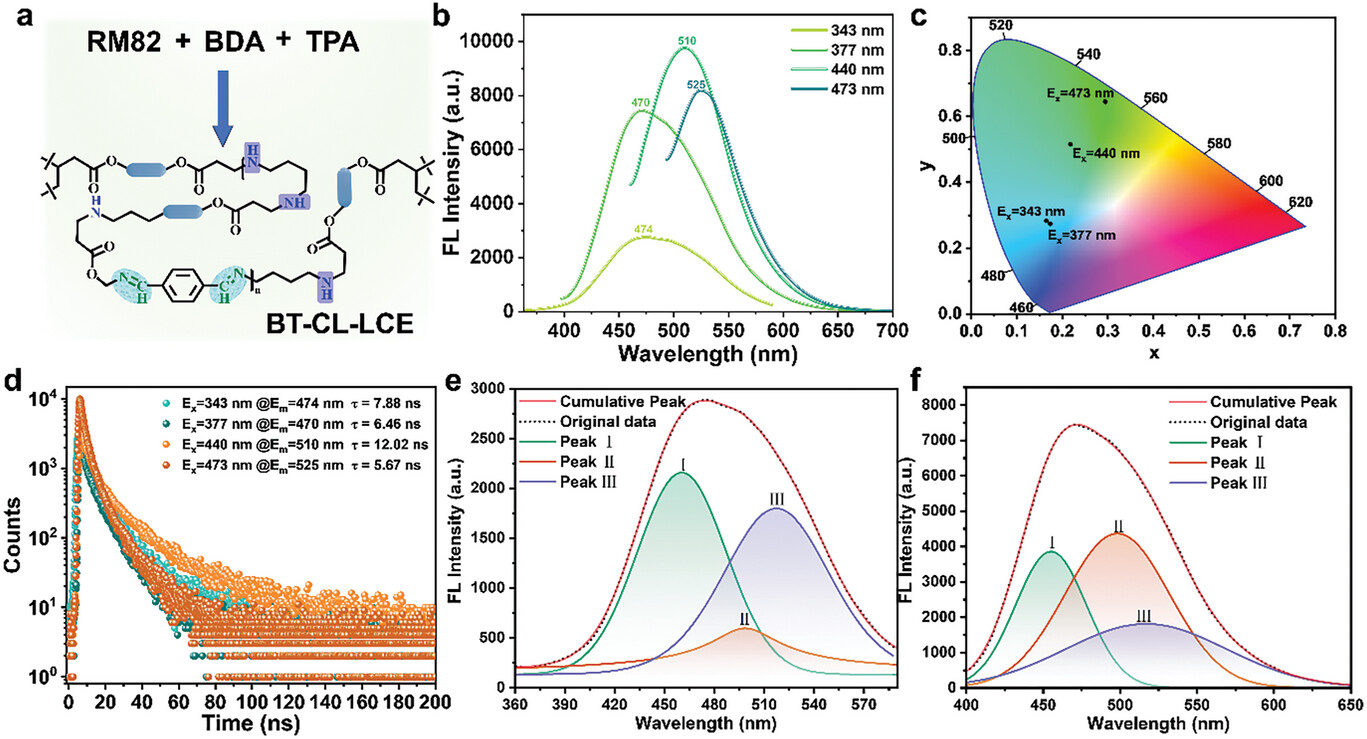 a
RM82 + BDA + TPA
O
O
O
O
H
N
O
O
O
O
H
N
O
O
NH
O
O
O
O
N
C
H
C
H
N
n
N
H
BT-CL-LCE
b
FL Intensiry (a.u.)
10000
8000
6000
4000
2000
0
400
450
500
550
600
650
700
Wavelength (nm)
343 nm
377 nm
440 nm
473 nm
510
525
470
474
c
y
0.8
0.6
0.4
0.2
0.0
0.0
0.1
0.2
0.3
0.4
0.5
0.6
0.7
0.8
x
520
540
560
580
600
620
500
480
460
Ex=473 nm
Ex=440 nm
Ex=343 nm
Ex=377 nm
d
Counts
10^4
10^3
10^2
10^1
10^0
0 20 40 60 80 100 120 140 160 180 200
Time (ns)
Ex=343 nm @Em=474 nm τ = 7.88 ns
Ex=377 nm @Em=470 nm τ = 6.46 ns
Ex=440 nm @Em=510 nm τ = 12.02 ns
Ex=473 nm @Em=525 nm τ = 5.67 ns
e
FL Intensity (a.u.)
3000
2500
2000
1500
1000
500
0
360 390 420 450 480 510 540 570
Wavelength (nm)
Cumulative Peak
Original data
Peak I
Peak II
Peak III
I
III
II
f
FL Intensity (a.u.)
8000
7000
6000
5000
4000
3000
2000
1000
0
400 450 500 550 600 650
Wavelength (nm)
Cumulative Peak
Original data
Peak I
Peak II
Peak III
I
II
III